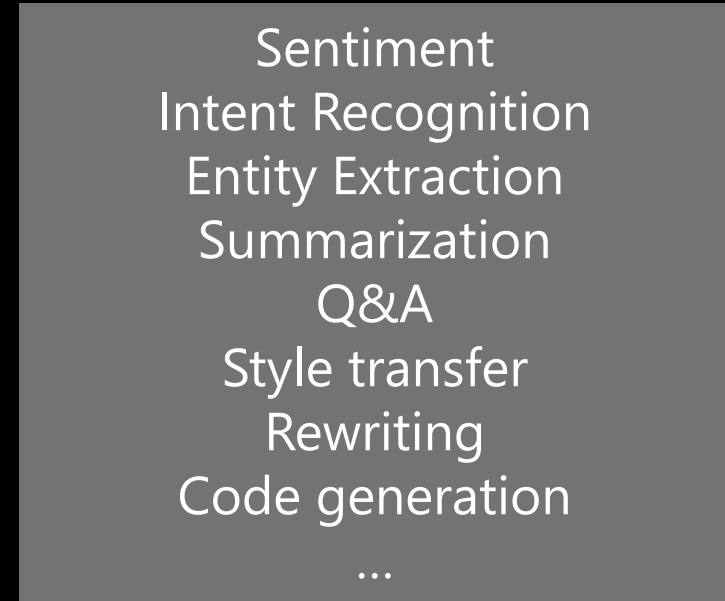 Sentiment
Intent Recognition
Entity Extraction
Summarization
Q&A
Style transfer
Rewriting
Code generation
...